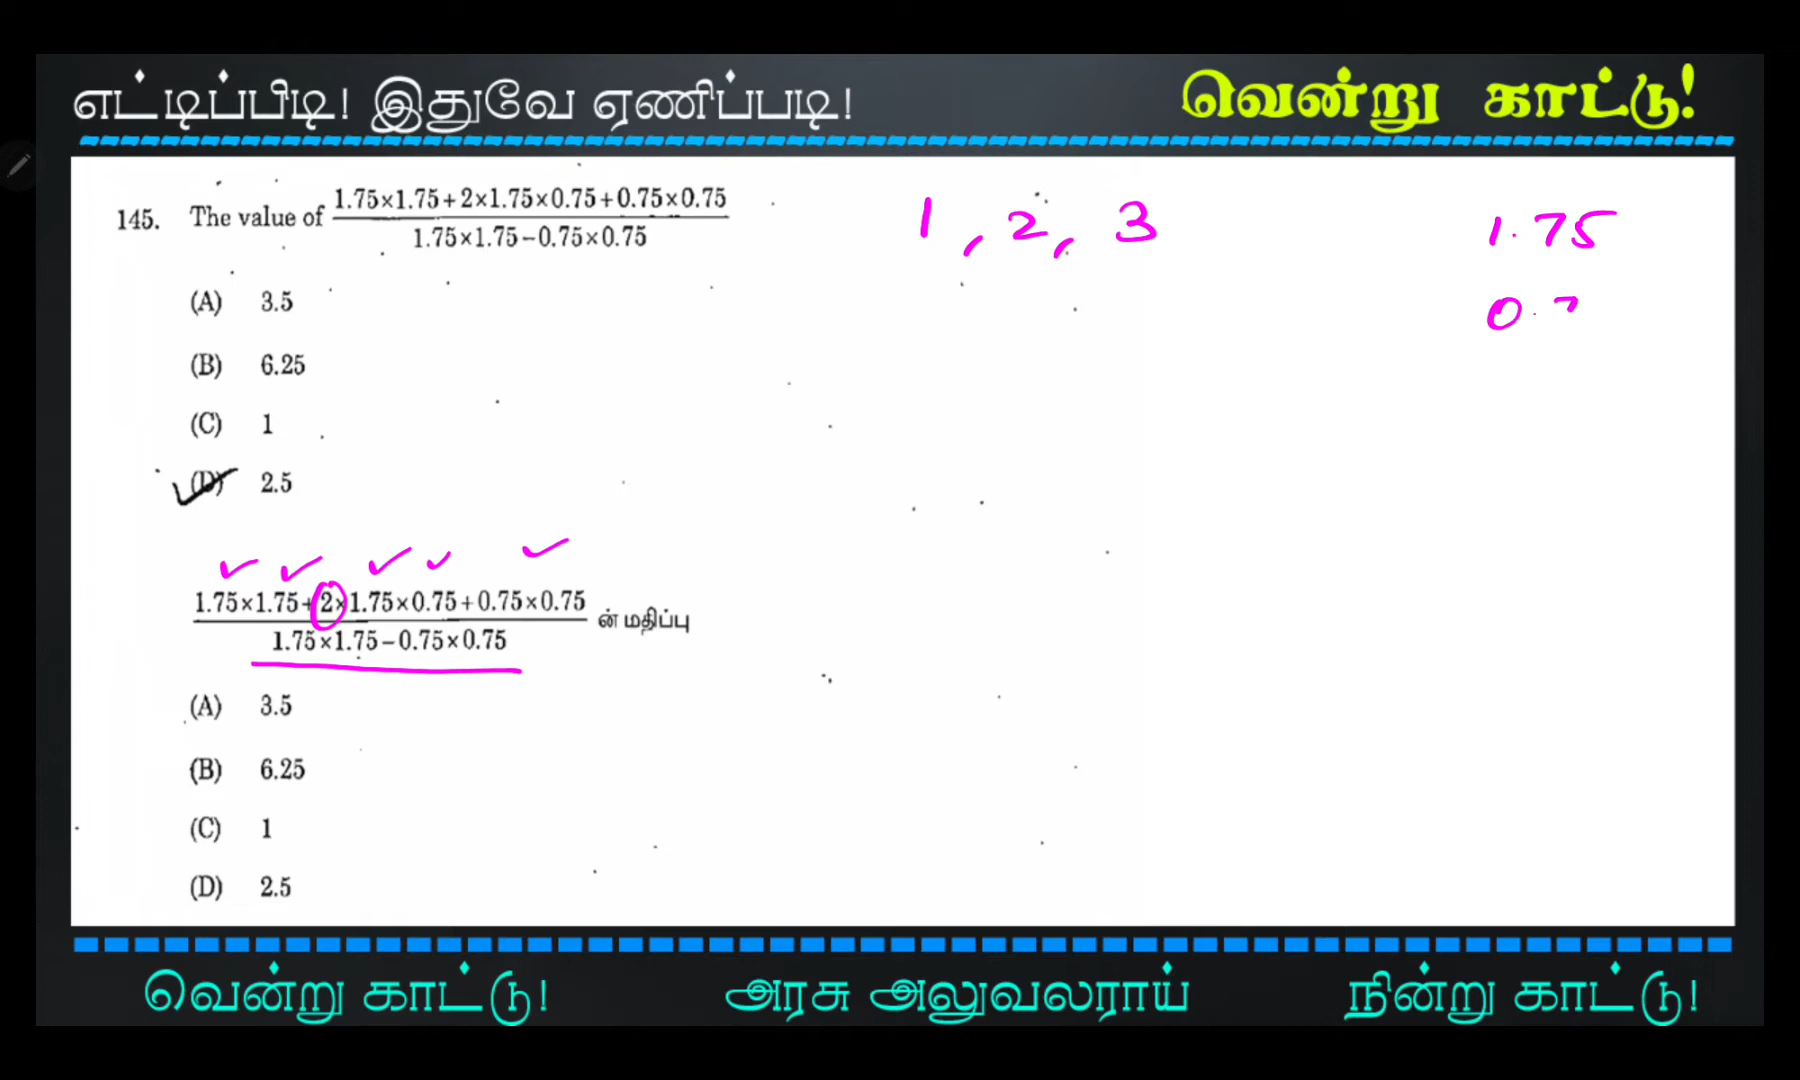 எட்டிப்பிடி! இதுவே ஏணிப்படி!
வென்று காட்டு!
145. The value of 1.75×1.75+2×1.75×0.75+0.75×0.75
1.75×1.75−0.75×0.75
(A) 3.5
(B) 6.25
(C) 1
(D) 2.5
1, 2, 3
1.75
0.
1.75×1.75+2×1.75×0.75+0.75×0.75
1.75×1.75−0.75×0.75
ன் மதிப்பு
(A) 3.5
(B) 6.25
(C) 1
(D) 2.5
வென்று காட்டு! அரசு அலுவலராய் நின்று காட்டு!